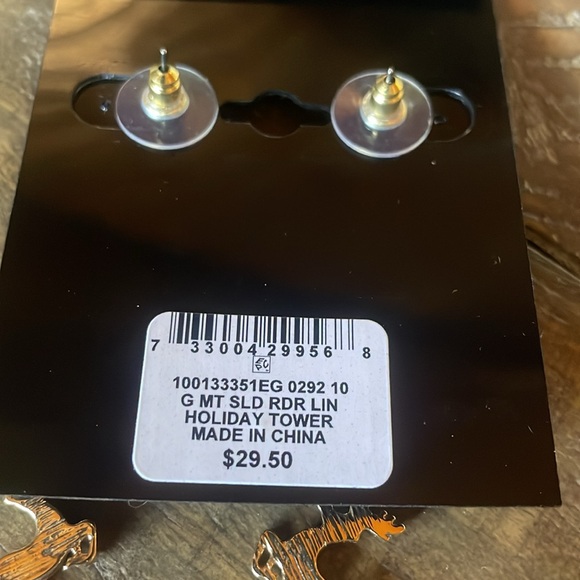 7 33004 29956 8
100133351EG 0292 10
G MT SLD RDR LIN
HOLIDAY TOWER
MADE IN CHINA
$29.50